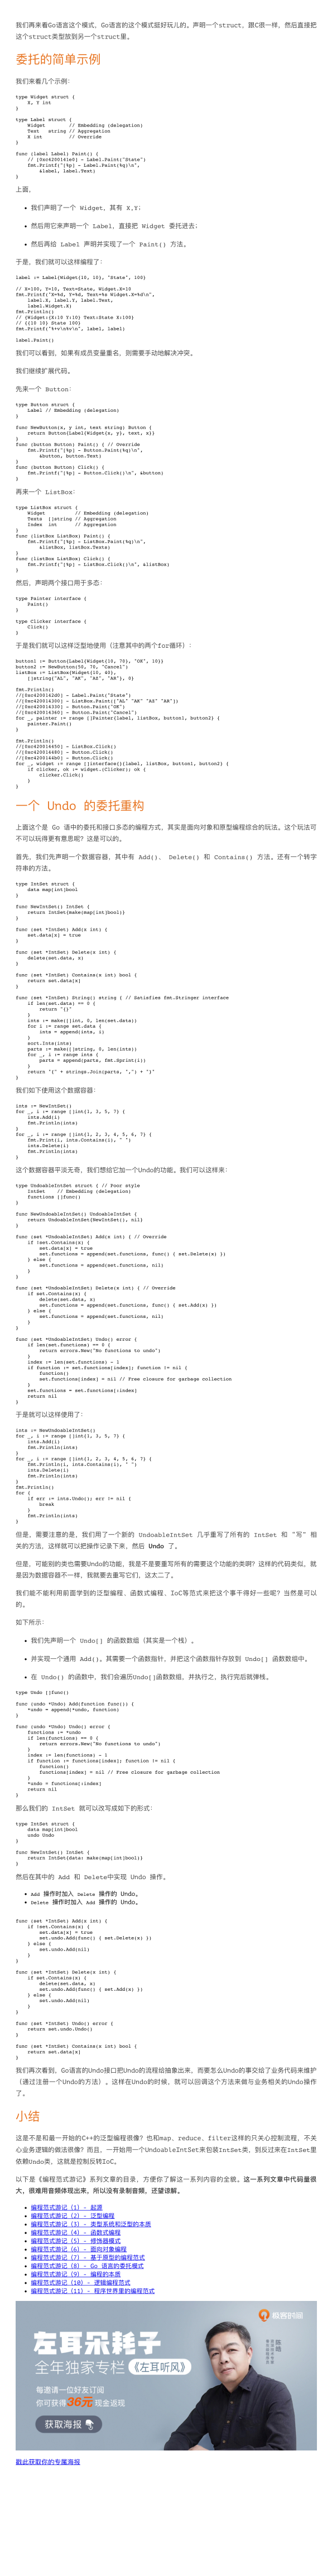 我们再来看Go语言这个模式，Go语言的这个模式挺好玩儿的。声明一个struct，跟C很一样，然后直接把
这个struct类型放到另一个struct里。
委托的简单示例
我们来看几个示例：
type Widget struct {
    X, Y int
}
type Label struct {
    Widget        // Embedding (delegation)
    Text   string // Aggregation
    X int         // Override
}
func (label Label) Paint() {
    // [0xc4200141e0] - Label.Paint("State")
    fmt.Printf("[%p] - Label.Paint(%q)\n",
        &label, label.Text)
}
上面，
• 我们声明了一个 Widget，其有 X,Y；
• 然后用它来声明一个 Label，直接把 Widget 委托进去；
• 然后再给 Label 声明并实现了一个 Paint() 方法。
于是，我们就可以这样编程了：
label := Label{Widget{10, 10}, "State", 100}
// X=100, Y=10, Text=State, Widget.X=10
fmt.Printf("X=%d, Y=%d, Text=%s Widget.X=%d\n",
    label.X, label.Y, label.Text,
    label.Widget.X)
fmt.Println()
// {Widget:{X:10 Y:10} Text:State X:100}
// {{10 10} State 100}
fmt.Printf("%+v\n%v\n", label, label)
label.Paint()
我们可以看到，如果有成员变量重名，则需要手动地解决冲突。
我们继续扩展代码。
先来一个 Button：
type Button struct {
    Label // Embedding (delegation)
}
func NewButton(x, y int, text string) Button {
    return Button{Label{Widget{x, y}, text, x}}
}
func (button Button) Paint() { // Override
    fmt.Printf("[%p] - Button.Paint(%q)\n",
        &button, button.Text)
}
func (button Button) Click() {
    fmt.Printf("[%p] - Button.Click()\n", &button)
}
再来一个 ListBox：
type ListBox struct {
    Widget          // Embedding (delegation)
    Texts  []string // Aggregation
    Index  int      // Aggregation
}
func (listBox ListBox) Paint() {
    fmt.Printf("[%p] - ListBox.Paint(%q)\n",
        &listBox, listBox.Texts)
}
func (listBox ListBox) Click() {
    fmt.Printf("[%p] - ListBox.Click()\n", &listBox)
}
然后，声明两个接口用于多态：
type Painter interface {
    Paint()
}
type Clicker interface {
    Click()
}
于是我们就可以这样泛型地使用（注意其中的两个for循环）：
button1 := Button{Label{Widget{10, 70}, "OK", 10}}
button2 := NewButton(50, 70, "Cancel")
listBox := ListBox{Widget{10, 40},
    []string{"AL", "AK", "AZ", "AR"}, 0}
fmt.Println()
//[0xc4200142d0] - Label.Paint("State")
//[0xc420014300] - ListBox.Paint(["AL" "AK" "AZ" "AR"])
//[0xc420014330] - Button.Paint("OK")
//[0xc420014360] - Button.Paint("Cancel")
for _, painter := range []Painter{label, listBox, button1, button2} {
    painter.Paint()
}
fmt.Println()
//[0xc420014450] - ListBox.Click()
//[0xc420014480] - Button.Click()
//[0xc4200144b0] - Button.Click()
for _, widget := range []interface{}{label, listBox, button1, button2} {
    if clicker, ok := widget.(Clicker); ok {
        clicker.Click()
    }
}
一个 Undo 的委托重构
上面这个是 Go 语中的委托和接口多态的编程方式，其实是面向对象和原型编程综合的玩法。这个玩法可
不可以玩得更有意思呢？这是可以的。
首先，我们先声明一个数据容器，其中有 Add()、 Delete() 和 Contains() 方法。还有一个转字
符串的方法。
type IntSet struct {
    data map[int]bool
}
func NewIntSet() IntSet {
    return IntSet{make(map[int]bool)}
}
func (set *IntSet) Add(x int) {
    set.data[x] = true
}
func (set *IntSet) Delete(x int) {
    delete(set.data, x)
}
func (set *IntSet) Contains(x int) bool {
    return set.data[x]
}
func (set *IntSet) String() string { // Satisfies fmt.Stringer interface
    if len(set.data) == 0 {
        return "{}"
    }
    ints := make([]int, 0, len(set.data))
    for i := range set.data {
        ints = append(ints, i)
    }
    sort.Ints(ints)
    parts := make([]string, 0, len(ints))
    for _, i := range ints {
        parts = append(parts, fmt.Sprint(i))
    }
    return "{" + strings.Join(parts, ",") + "}"
}
我们如下使用这个数据容器：
ints := NewIntSet()
for _, i := range []int{1, 3, 5, 7} {
    ints.Add(i)
    fmt.Println(ints)
}
for _, i := range []int{1, 2, 3, 4, 5, 6, 7} {
    fmt.Print(i, ints.Contains(i), " ")
    ints.Delete(i)
    fmt.Println(ints)
}
这个数据容器平淡无奇，我们想给它加一个Undo的功能。我们可以这样来：
type UndoableIntSet struct { // Poor style
    IntSet    // Embedding (delegation)
    functions []func()
}
func NewUndoableIntSet() UndoableIntSet {
    return UndoableIntSet{NewIntSet(), nil}
}
func (set *UndoableIntSet) Add(x int) { // Override
    if !set.Contains(x) {
        set.data[x] = true
        set.functions = append(set.functions, func() { set.Delete(x) })
    } else {
        set.functions = append(set.functions, nil)
    }
}
func (set *UndoableIntSet) Delete(x int) { // Override
    if set.Contains(x) {
        delete(set.data, x)
        set.functions = append(set.functions, func() { set.Add(x) })
    } else {
        set.functions = append(set.functions, nil)
    }
}
func (set *UndoableIntSet) Undo() error {
    if len(set.functions) == 0 {
        return errors.New("No functions to undo")
    }
    index := len(set.functions) - 1
    if function := set.functions[index]; function != nil {
        function()
        set.functions[index] = nil // Free closure for garbage collection
    }
    set.functions = set.functions[:index]
    return nil
}
于是就可以这样使用了：
ints := NewUndoableIntSet()
for _, i := range []int{1, 3, 5, 7} {
    ints.Add(i)
    fmt.Println(ints)
}
for _, i := range []int{1, 2, 3, 4, 5, 6, 7} {
    fmt.Println(i, ints.Contains(i), " ")
    ints.Delete(i)
    fmt.Println(ints)
}
fmt.Println()
for {
    if err := ints.Undo(); err != nil {
        break
    }
    fmt.Println(ints)
}
但是，需要注意的是，我们用了一个新的 UndoableIntSet 几乎重写了所有的 IntSet 和 “写” 相
关的方法，这样就可以把操作记录下来，然后 Undo 了。
但是，可能别的类也需要Undo的功能，我是不是要重写所有的需要这个功能的类啊？这样的代码类似，就
是因为数据容器不一样，我就要去重写它们，这太二了。
我们能不能利用前面学到的泛型编程、函数式编程、IoC等范式来把这个事干得好一些呢？当然是可以
的。
如下所示：
• 我们先声明一个 Undo[] 的函数数组（其实是一个栈）。
• 并实现一个通用 Add()。其需要一个函数指针，并把这个函数指针存放到 Undo[] 函数数组中。
• 在 Undo() 的函数中，我们会遍历Undo[]函数数组，并执行之，执行完后就弹栈。
type Undo []func()
func (undo *Undo) Add(function func()) {
    *undo = append(*undo, function)
}
func (undo *Undo) Undo() error {
    functions := *undo
    if len(functions) == 0 {
        return errors.New("No functions to undo")
    }
    index := len(functions) - 1
    if function := functions[index]; function != nil {
        function()
        functions[index] = nil // Free closure for garbage collection
    }
    *undo = functions[:index]
    return nil
}
那么我们的 IntSet 就可以改写成如下的形式：
type IntSet struct {
    data map[int]bool
    undo Undo
}
func NewIntSet() IntSet {
    return IntSet{data: make(map[int]bool)}
}
然后在其中的 Add 和 Delete中实现 Undo 操作。
• Add 操作时加入 Delete 操作的 Undo。
• Delete 操作时加入 Add 操作的 Undo。
func (set *IntSet) Add(x int) {
    if !set.Contains(x) {
        set.data[x] = true
        set.undo.Add(func() { set.Delete(x) })
    } else {
        set.undo.Add(nil)
    }
}
func (set *IntSet) Delete(x int) {
    if set.Contains(x) {
        delete(set.data, x)
        set.undo.Add(func() { set.Add(x) })
    } else {
        set.undo.Add(nil)
    }
}
func (set *IntSet) Undo() error {
    return set.undo.Undo()
}
func (set *IntSet) Contains(x int) bool {
    return set.data[x]
}
我们再次看到，Go语言的Undo接口把Undo的流程给抽象出来，而要怎么Undo的事交给了业务代码来维护
（通过注册一个Undo的方法）。这样在Undo的时候，就可以回调这个方法来做与业务相关的Undo操作
了。
小结
这是不是和最一开始的C++的泛型编程很像？也和map、reduce、filter这样的只关心控制流程，不关
心业务逻辑的做法很像？而且，一开始用一个UndoableIntSet来包装IntSet类，到反过来在IntSet里
依赖Undo类，这就是控制反转IoC。
以下是《编程范式游记》系列文章的目录，方便你了解这一系列内容的全貌。这一系列文章中代码量很
大，很难用音频体现出来，所以没有录制音频，还望谅解。
• 编程范式游记（1）- 起源
• 编程范式游记（2）- 泛型编程
• 编程范式游记（3）- 类型系统和泛型的本质
• 编程范式游记（4）- 函数式编程
• 编程范式游记（5）- 修饰器模式
• 编程范式游记（6）- 面向对象编程
• 编程范式游记（7）- 基于原型的编程范式
• 编程范式游记（8）- Go 语言的委托模式
• 编程范式游记（9）- 编程的本质
• 编程范式游记（10）- 逻辑编程范式
• 编程范式游记（11）- 程序世界里的编程范式
极客时间
左耳朵耗子
全年独家专栏《左耳听风》
每邀请一位好友订阅
你可获得36元现金返现
获取海报
陈皓
戳此获取你的专属海报